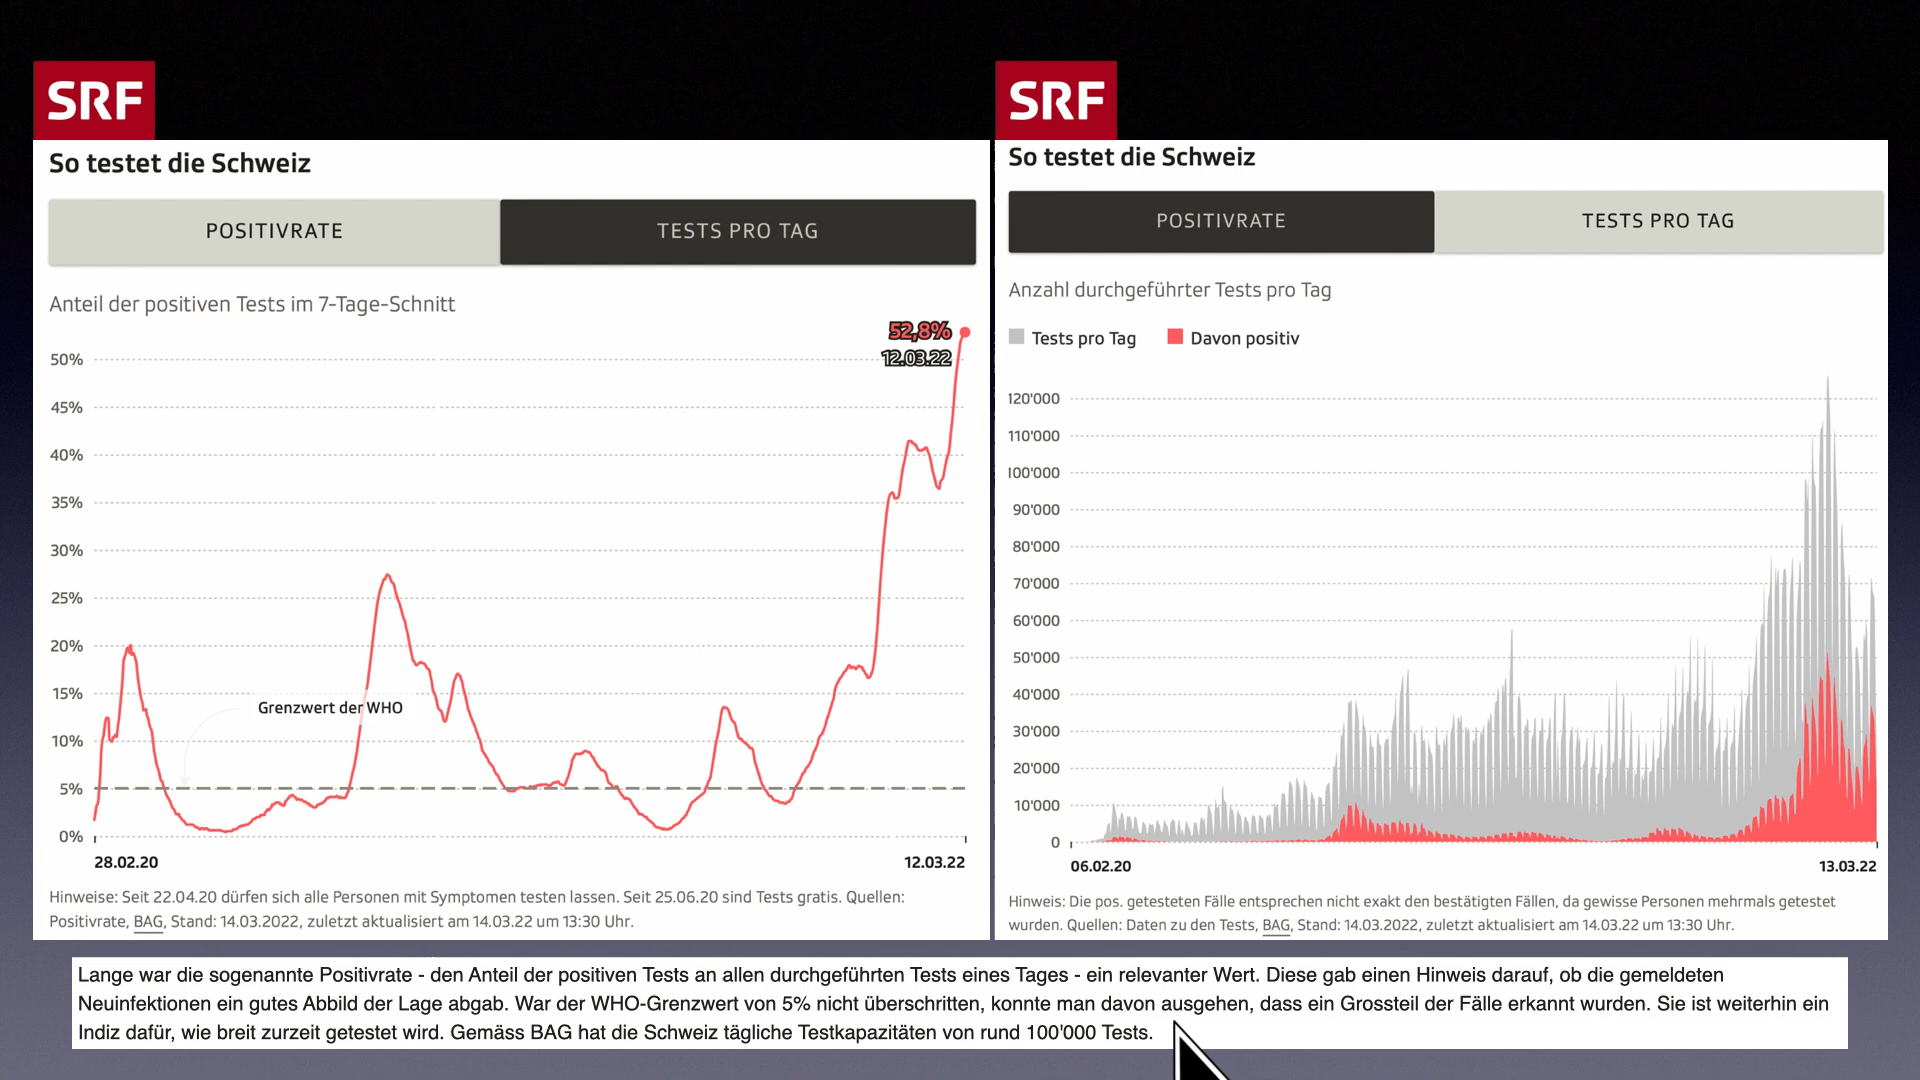 SRF
So testet die Schweiz
POSITIVRATE
TESTS PRO TAG
Anteil der positiven Tests im 7-Tage-Schnitt
52,8%
12.03.22
50%
45%
40%
35%
30%
25%
20%
15%
10%
5%
0%
Grenzwert der WHO
28.02.20
12.03.22
Hinweise: Seit 22.04.20 dürfen sich alle Personen mit Symptomen testen lassen. Seit 25.06.20 sind Tests gratis. Quellen:
Positivrate, BAG, Stand: 14.03.2022, zuletzt aktualisiert am 14.03.22 um 13:30 Uhr.
SRF
So testet die Schweiz
POSITIVRATE
TESTS PRO TAG
Anzahl durchgeführter Tests pro Tag
Tests pro Tag
Davon positiv
120'000
110'000
100'000
90'000
80'000
70'000
60'000
50'000
40'000
30'000
20'000
10'000
0
06.02.20
13.03.22
Hinweis: Die pos. getesteten Fälle entsprechen nicht exakt den bestätigten Fällen, da gewisse Personen mehrmals getestet
wurden. Quellen: Daten zu den Tests, BAG, Stand: 14.03.2022, zuletzt aktualisiert am 14.03.22 um 13:30 Uhr.
Lange war die sogenannte Positivrate - den Anteil der positiven Tests an allen durchgeführten Tests eines Tages - ein relevanter Wert. Diese gab einen Hinweis darauf, ob die gemeldeten
Neuinfektionen ein gutes Abbild der Lage abgab. War der WHO-Grenzwert von 5% nicht überschritten, konnte man davon ausgehen, dass ein Grossteil der Fälle erkannt wurden. Sie ist weiterhin ein
Indiz dafür, wie breit zurzeit getestet wird. Gemäss BAG hat die Schweiz tägliche Testkapazitäten von rund 100'000 Tests.